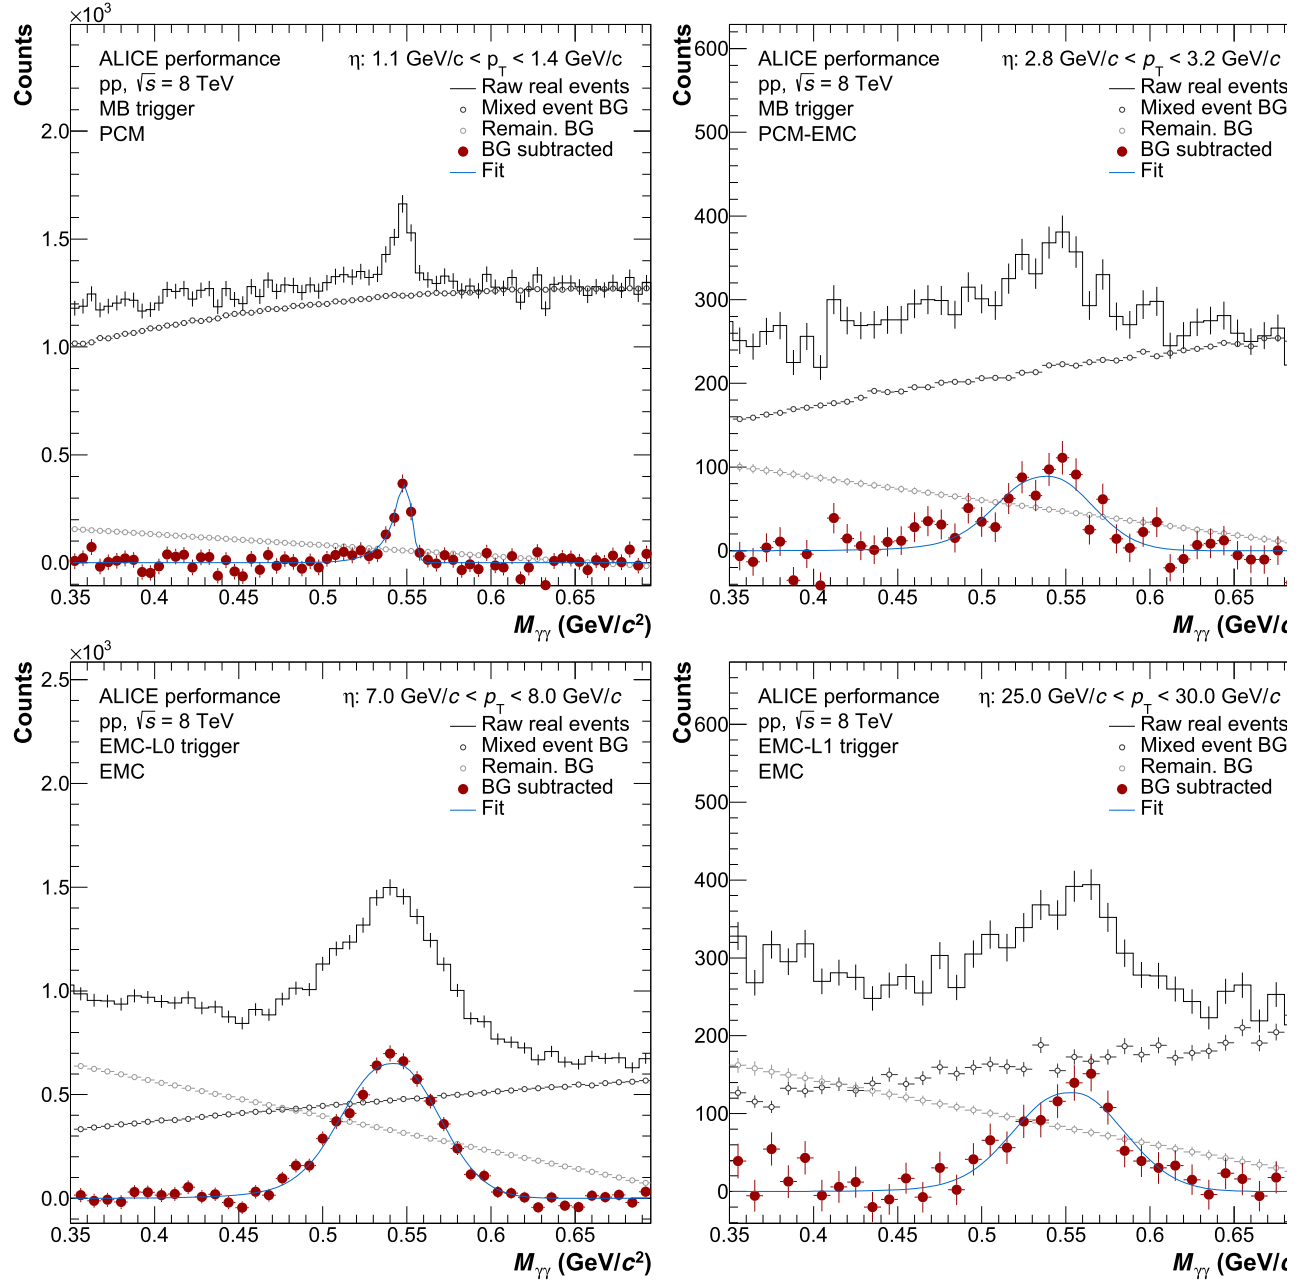 ×10³
Counts
ALICE performance
pp, √s = 8 TeV
MB trigger
PCM
η: 1.1 GeV/c < p_T < 1.4 GeV/c
Raw real events
Mixed event BG
Remain. BG
BG subtracted
Fit
2.0
1.5
1.0
0.5
0.0
0.35 0.4 0.45 0.5 0.55 0.6 0.65
M_γγ (GeV/c²)
Counts
ALICE performance
pp, √s = 8 TeV
MB trigger
PCM-EMC
η: 2.8 GeV/c < p_T < 3.2 GeV/c
Raw real events
Mixed event BG
Remain. BG
BG subtracted
Fit
600
500
400
300
200
100
0
0.35 0.4 0.45 0.5 0.55 0.6 0.65
M_γγ (GeV/c
×10³
Counts
ALICE performance
pp, √s = 8 TeV
EMC-L0 trigger
EMC
η: 7.0 GeV/c < p_T < 8.0 GeV/c
Raw real events
Mixed event BG
Remain. BG
BG subtracted
Fit
2.5
2.0
1.5
1.0
0.5
0.0
0.35 0.4 0.45 0.5 0.55 0.6 0.65
M_γγ (GeV/c²)
Counts
ALICE performance
pp, √s = 8 TeV
EMC-L1 trigger
EMC
η: 25.0 GeV/c < p_T < 30.0 GeV/c
Raw real events
Mixed event BG
Remain. BG
BG subtracted
Fit
600
500
400
300
200
100
0
0.35 0.4 0.45 0.5 0.55 0.6 0.65
M_γγ (GeV/c